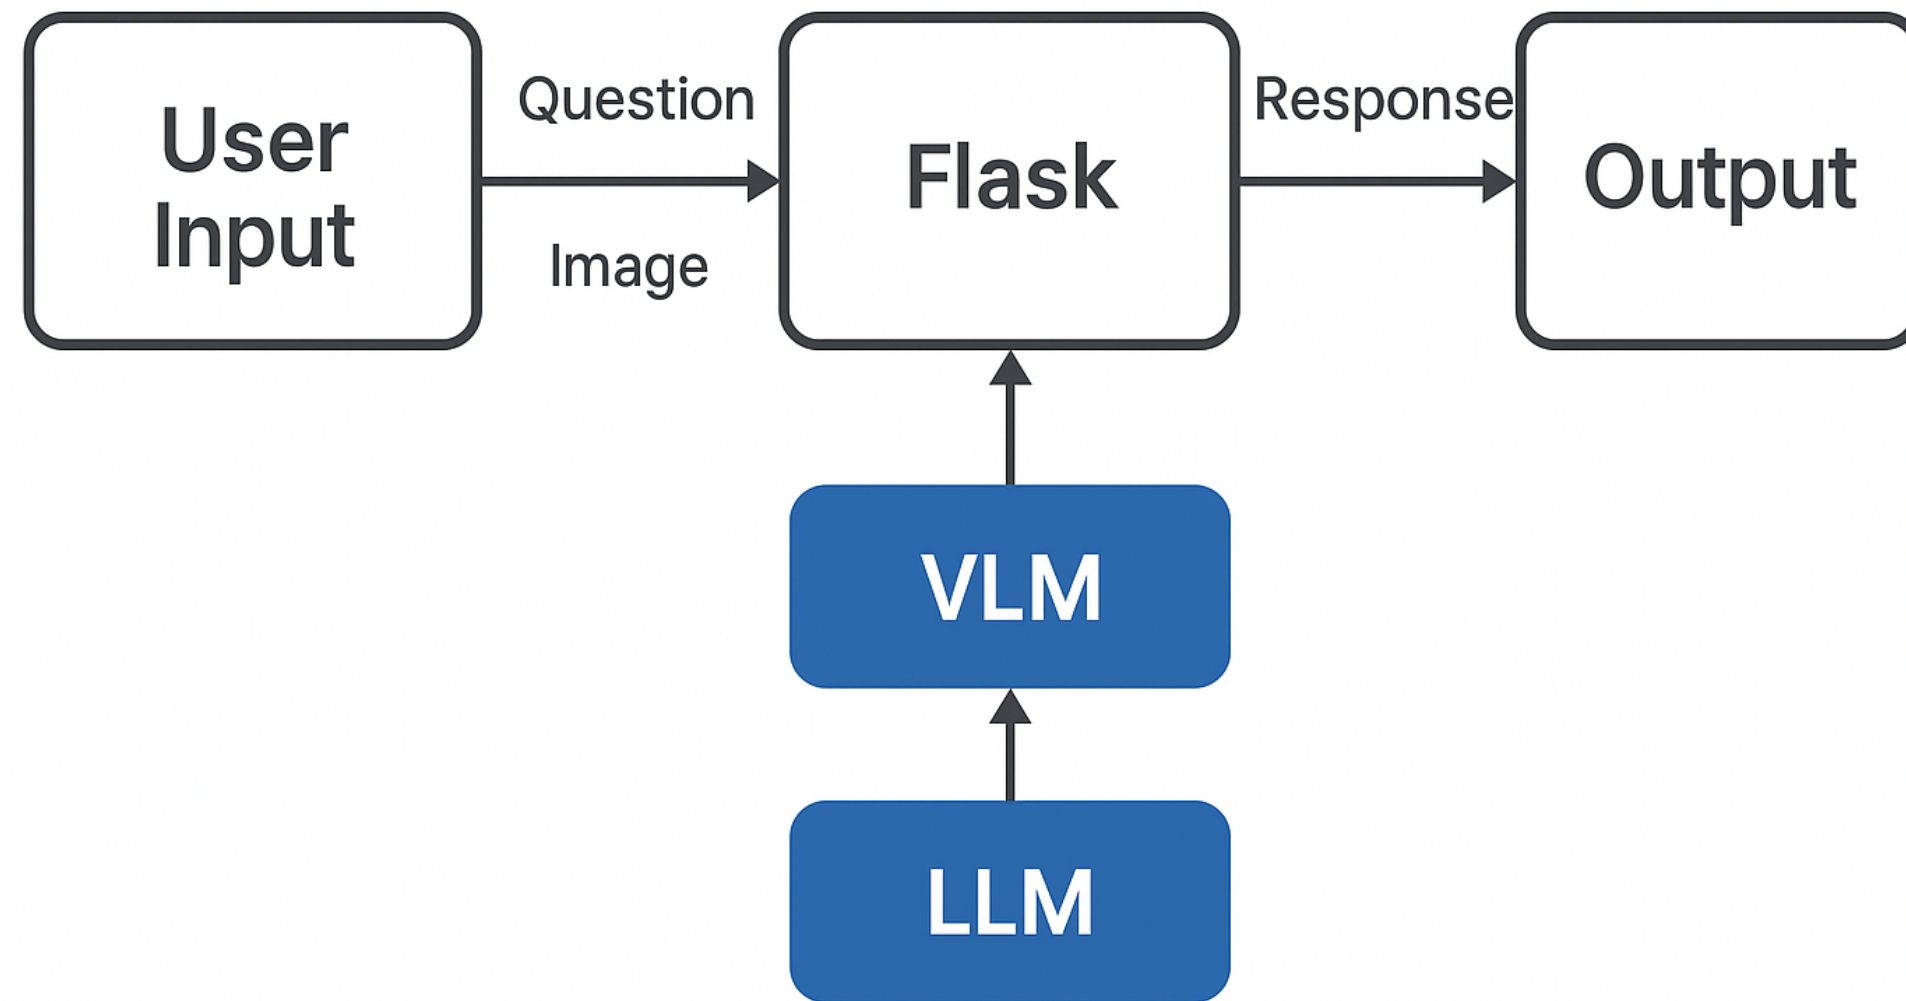 User
Input
Question
Image
Flask
Response
Output
VLM
LLM